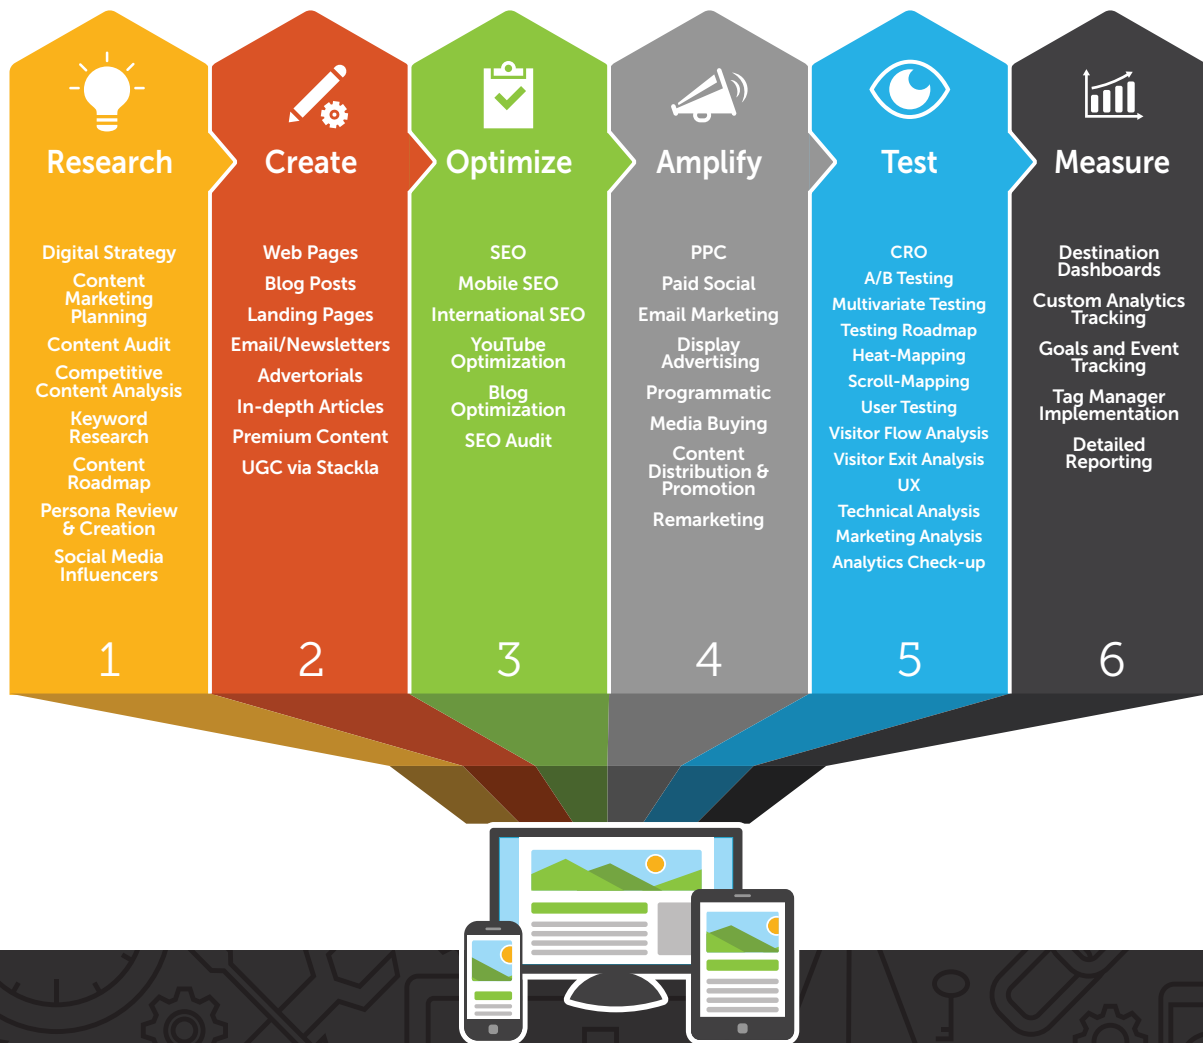 Research
Digital Strategy
Content
Marketing
Planning
Content Audit
Competitive
Content Analysis
Keyword
Research
Content
Roadmap
Persona Review
& Creation
Social Media
Influencers
1
Create
Web Pages
Blog Posts
Landing Pages
Email/Newsletters
Advertorials
In-depth Articles
Premium Content
UGC via Stackla
2
Optimize
SEO
Mobile SEO
International SEO
YouTube
Optimization
Blog
Optimization
SEO Audit
3
Amplify
PPC
Paid Social
Email Marketing
Display
Advertising
Programmatic
Media Buying
Content
Distribution &
Promotion
Remarketing
4
Test
CRO
A/B Testing
Multivariate Testing
Testing Roadmap
Heat-Mapping
Scroll-Mapping
User Testing
Visitor Flow Analysis
Visitor Exit Analysis
UX
Technical Analysis
Marketing Analysis
Analytics Check-up
5
Measure
Destination
Dashboards
Custom Analytics
Tracking
Goals and Event
Tracking
Tag Manager
Implementation
Detailed
Reporting
6